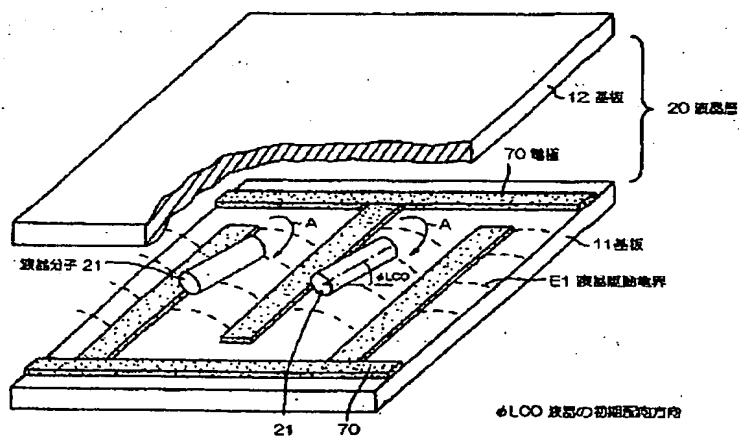 12 基板
20 液晶層
70 電極
A
A
11基板
液晶分子 21
φLCO
E1 液晶駆動電界
21
70
φLCO 液晶の初期配向方向